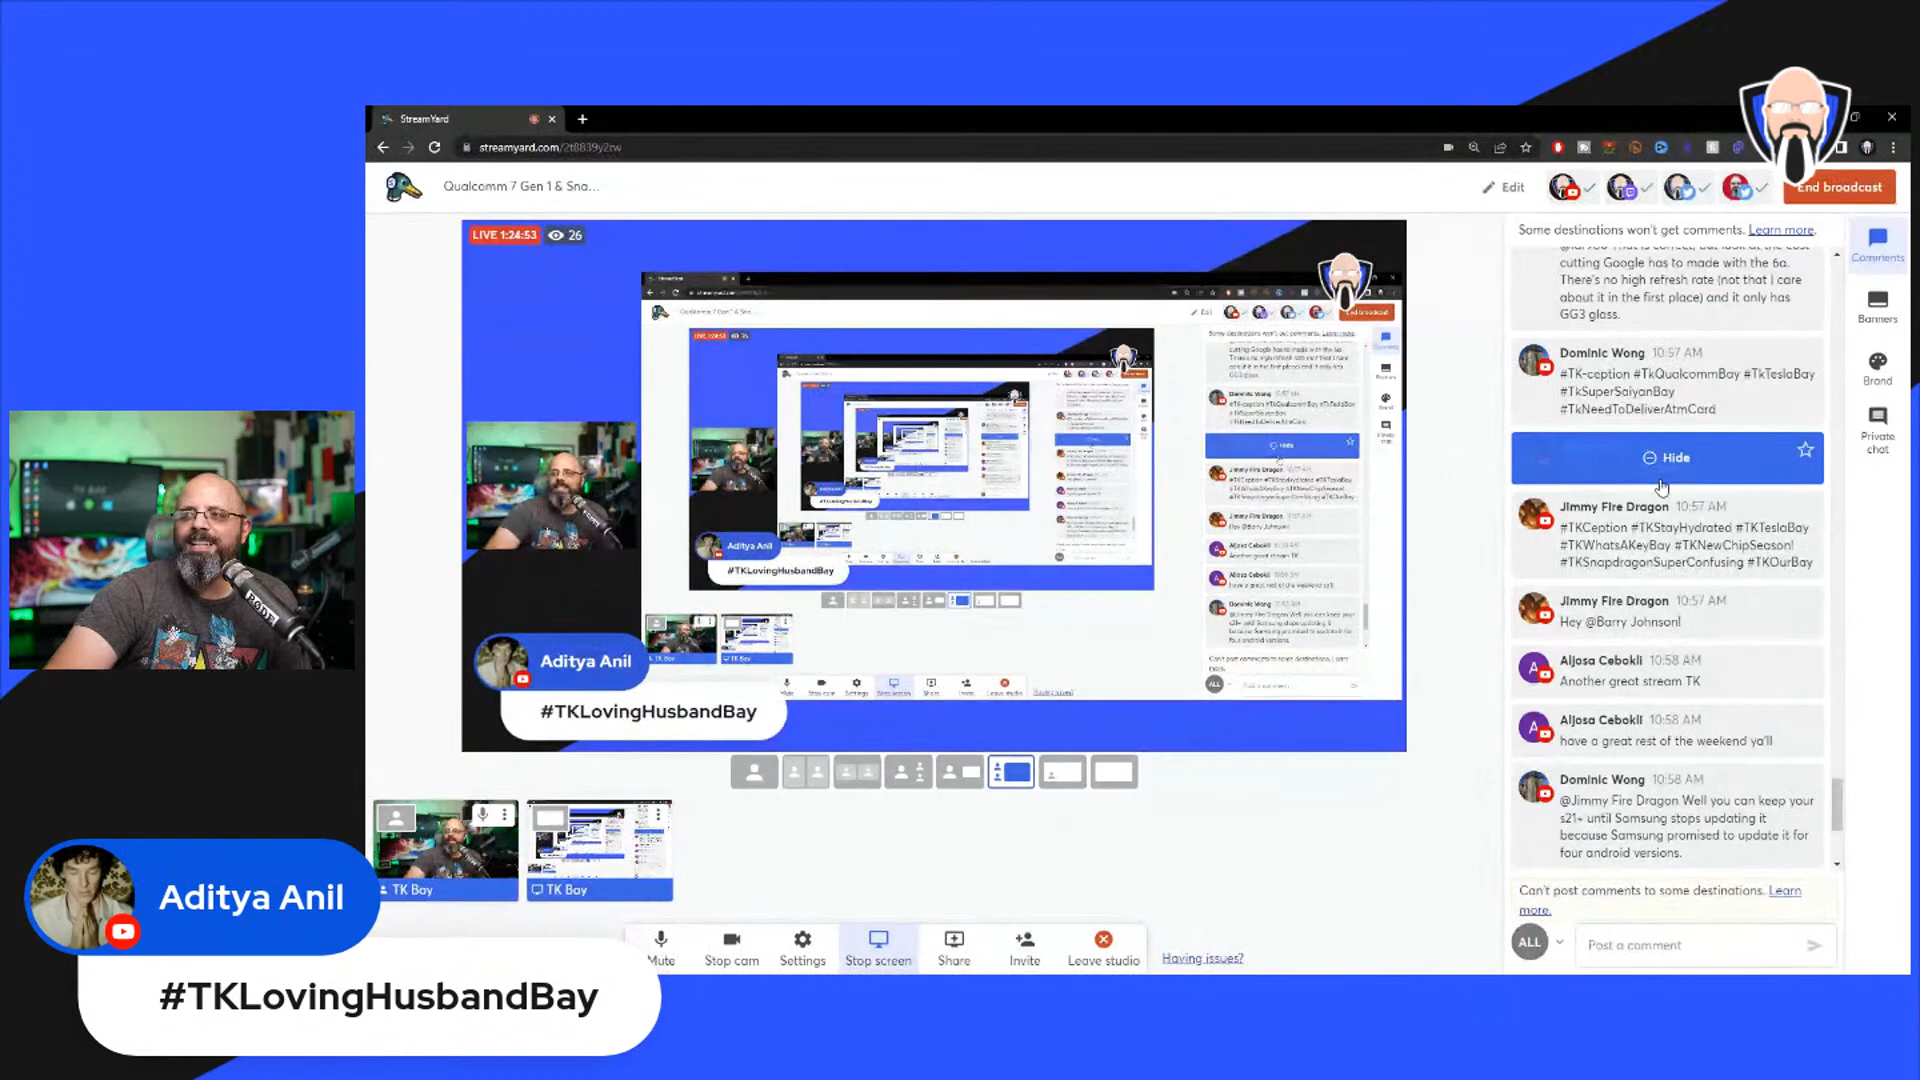 StreamYard
streamyard.com/2t8839y2rw
Qualcomm 7 Gen 1 & Sna...
Edit
End broadcast
LIVE 1:24:53
26
Some destinations won't get comments. Learn more.
cutting Google has to made with the 6a.
There's no high refresh rate (not that I care
about it in the first place) and it only has
GG3 glass.
Dominic Wong 10:57 AM
#TK-ception #TkQualcommBay #TkTeslaBay
#TkSuperSaiyanBay
#TkNeedToDeliverAtmCard
Hide
Jimmy Fire Dragon 10:57 AM
#TKCeption #TKStayHydrated #TKTeslaBay
#TKWhatsAKeyBay #TKNewChipSeason!
#TKSnapdragonSuperConfusing #TKOurBay
Jimmy Fire Dragon 10:57 AM
Hey @Barry Johnson!
Aljosa Cebokli 10:58 AM
Another great stream TK
Aljosa Cebokli 10:58 AM
have a great rest of the weekend ya'll
Dominic Wong 10:58 AM
@Jimmy Fire Dragon Well you can keep your
s21+ until Samsung stops updating it
because Samsung promised to update it for
four android versions.
Can't post comments to some destinations. Learn
more.
ALL
Post a comment
Comments
Banners
Brand
Private
chat
Aditya Anil
#TKLovingHusbandBay
Aditya Anil
#TKLovingHusbandBay
TK Bay
TK Bay
Mute
Stop cam
Settings
Stop screen
Share
Invite
Leave studio
Having issues?
RODE
Aditya Anil
#TKLovingHusbandBay